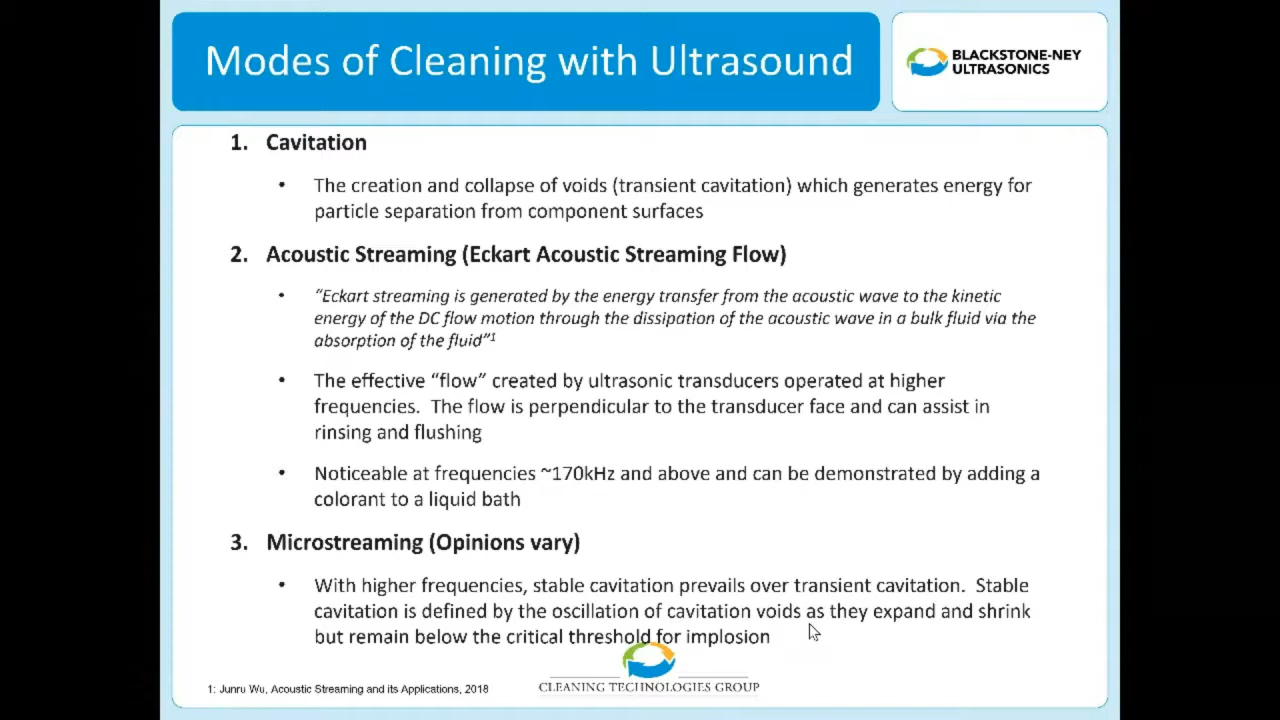 Modes of Cleaning with Ultrasound
BLACKSTONE-NEY
ULTRASONICS
1. Cavitation
• The creation and collapse of voids (transient cavitation) which generates energy for
particle separation from component surfaces
2. Acoustic Streaming (Eckart Acoustic Streaming Flow)
• “Eckart streaming is generated by the energy transfer from the acoustic wave to the kinetic
energy of the DC flow motion through the dissipation of the acoustic wave in a bulk fluid via the
absorption of the fluid”¹
• The effective “flow” created by ultrasonic transducers operated at higher
frequencies. The flow is perpendicular to the transducer face and can assist in
rinsing and flushing
• Noticeable at frequencies ~170kHz and above and can be demonstrated by adding a
colorant to a liquid bath
3. Microstreaming (Opinions vary)
• With higher frequencies, stable cavitation prevails over transient cavitation. Stable
cavitation is defined by the oscillation of cavitation voids as they expand and shrink
but remain below the critical threshold for implosion
1: Junru Wu, Acoustic Streaming and its Applications, 2018
CLEANING TECHNOLOGIES GROUP